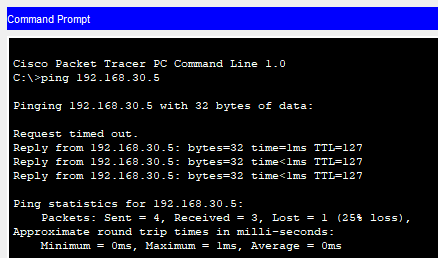 Command Prompt
Cisco Packet Tracer PC Command Line 1.0
C:\>ping 192.168.30.5
Pinging 192.168.30.5 with 32 bytes of data:
Request timed out.
Reply from 192.168.30.5: bytes=32 time=1ms TTL=127
Reply from 192.168.30.5: bytes=32 time<1ms TTL=127
Reply from 192.168.30.5: bytes=32 time<1ms TTL=127
Ping statistics for 192.168.30.5:
    Packets: Sent = 4, Received = 3, Lost = 1 (25% loss),
Approximate round trip times in milli-seconds:
    Minimum = 0ms, Maximum = 1ms, Average = 0ms